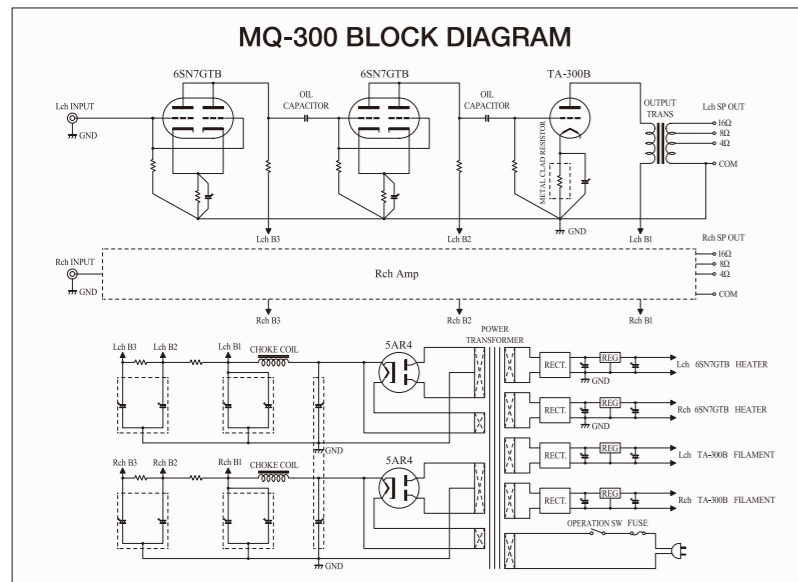 MQ-300 BLOCK DIAGRAM
6SN7GTB
6SN7GTB
TA-300B
Lch INPUT
GND
OIL
CAPACITOR
OIL
CAPACITOR
METAL CLAD RESISTOR
OUTPUT
TRANS
Lch SP OUT
16Ω
8Ω
4Ω
COM
GND
Lch B3
Lch B2
Lch B1
Rch INPUT
GND
Rch Amp
Rch SP OUT
16Ω
8Ω
4Ω
COM
Rch B3
Rch B2
Rch B1
Lch B3
Lch B2
Lch B1
CHOKE COIL
5AR4
POWER
TRANSFORMER
GND
RECT.
REG
GND
Lch 6SN7GTB HEATER
RECT.
REG
GND
Rch 6SN7GTB HEATER
RECT.
REG
Lch TA-300B FILAMENT
RECT.
REG
Rch TA-300B FILAMENT
Rch B3
Rch B2
Rch B1
CHOKE COIL
5AR4
GND
OPERATION SW FUSE